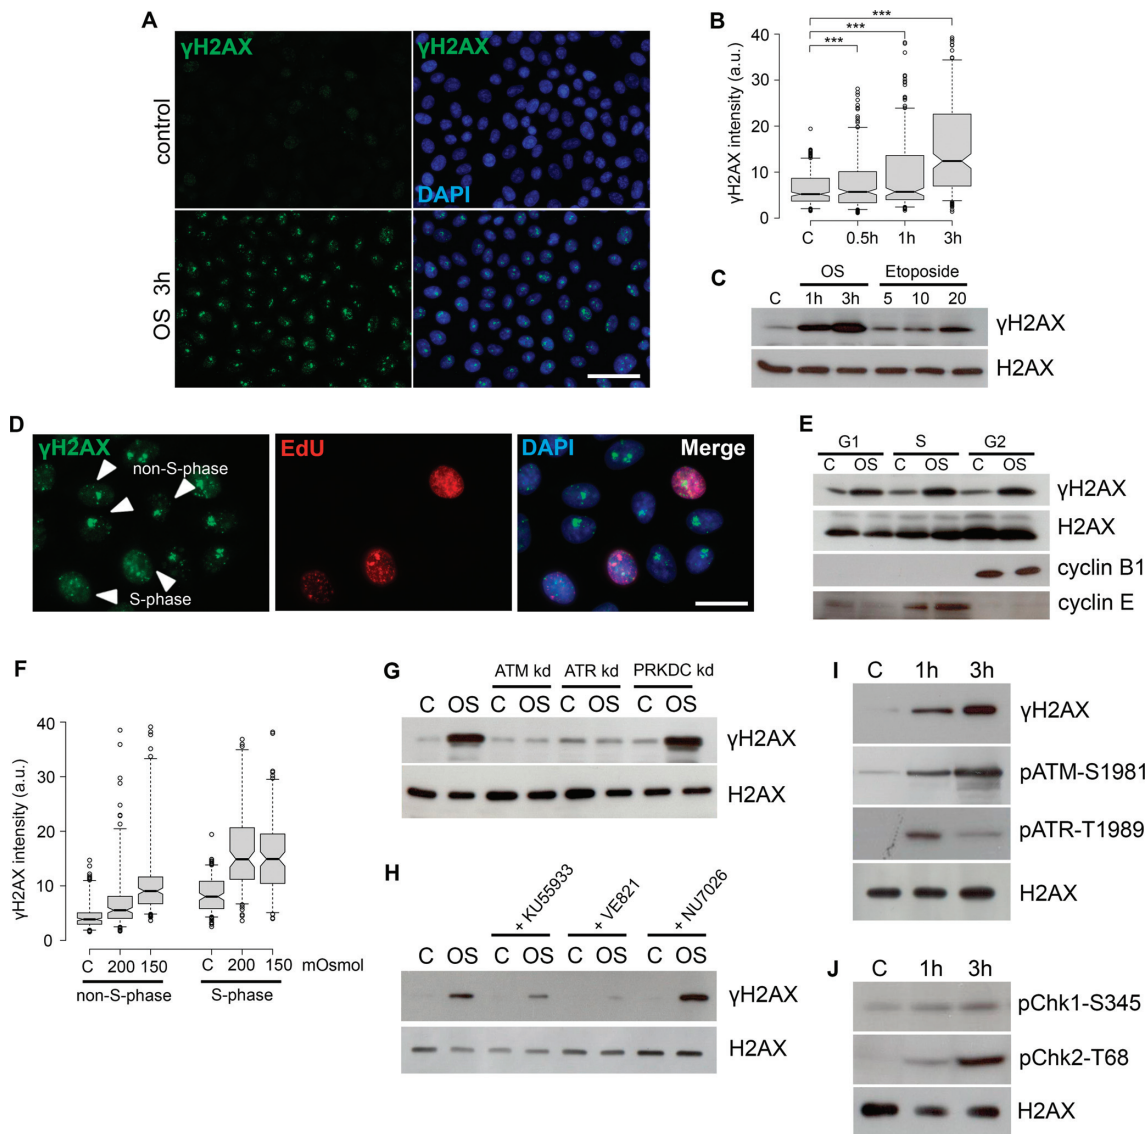 A
γH2AX
γH2AX
control
DAPI
OS 3h
B
*** 
***
***
γH2AX intensity (a.u.)
40
30
20
10
0
C 0.5h 1h 3h
C
OS Etoposide
C 1h 3h 5 10 20
γH2AX
H2AX
D
γH2AX EdU DAPI Merge
non-S-phase
S-phase
E
G1 S G2
C OS C OS C OS
γH2AX
H2AX
cyclin B1
cyclin E
F
γH2AX intensity (a.u.)
40
30
20
10
0
C 200 150 C 200 150 mOsmol
non-S-phase S-phase
G
ATM kd ATR kd PRKDC kd
C OS C OS C OS C OS
γH2AX
H2AX
H
+ KU55933 + VE821 + NU7026
C OS C OS C OS C OS
γH2AX
H2AX
I
C 1h 3h
γH2AX
pATM-S1981
pATR-T1989
H2AX
J
C 1h 3h
pChk1-S345
pChk2-T68
H2AX